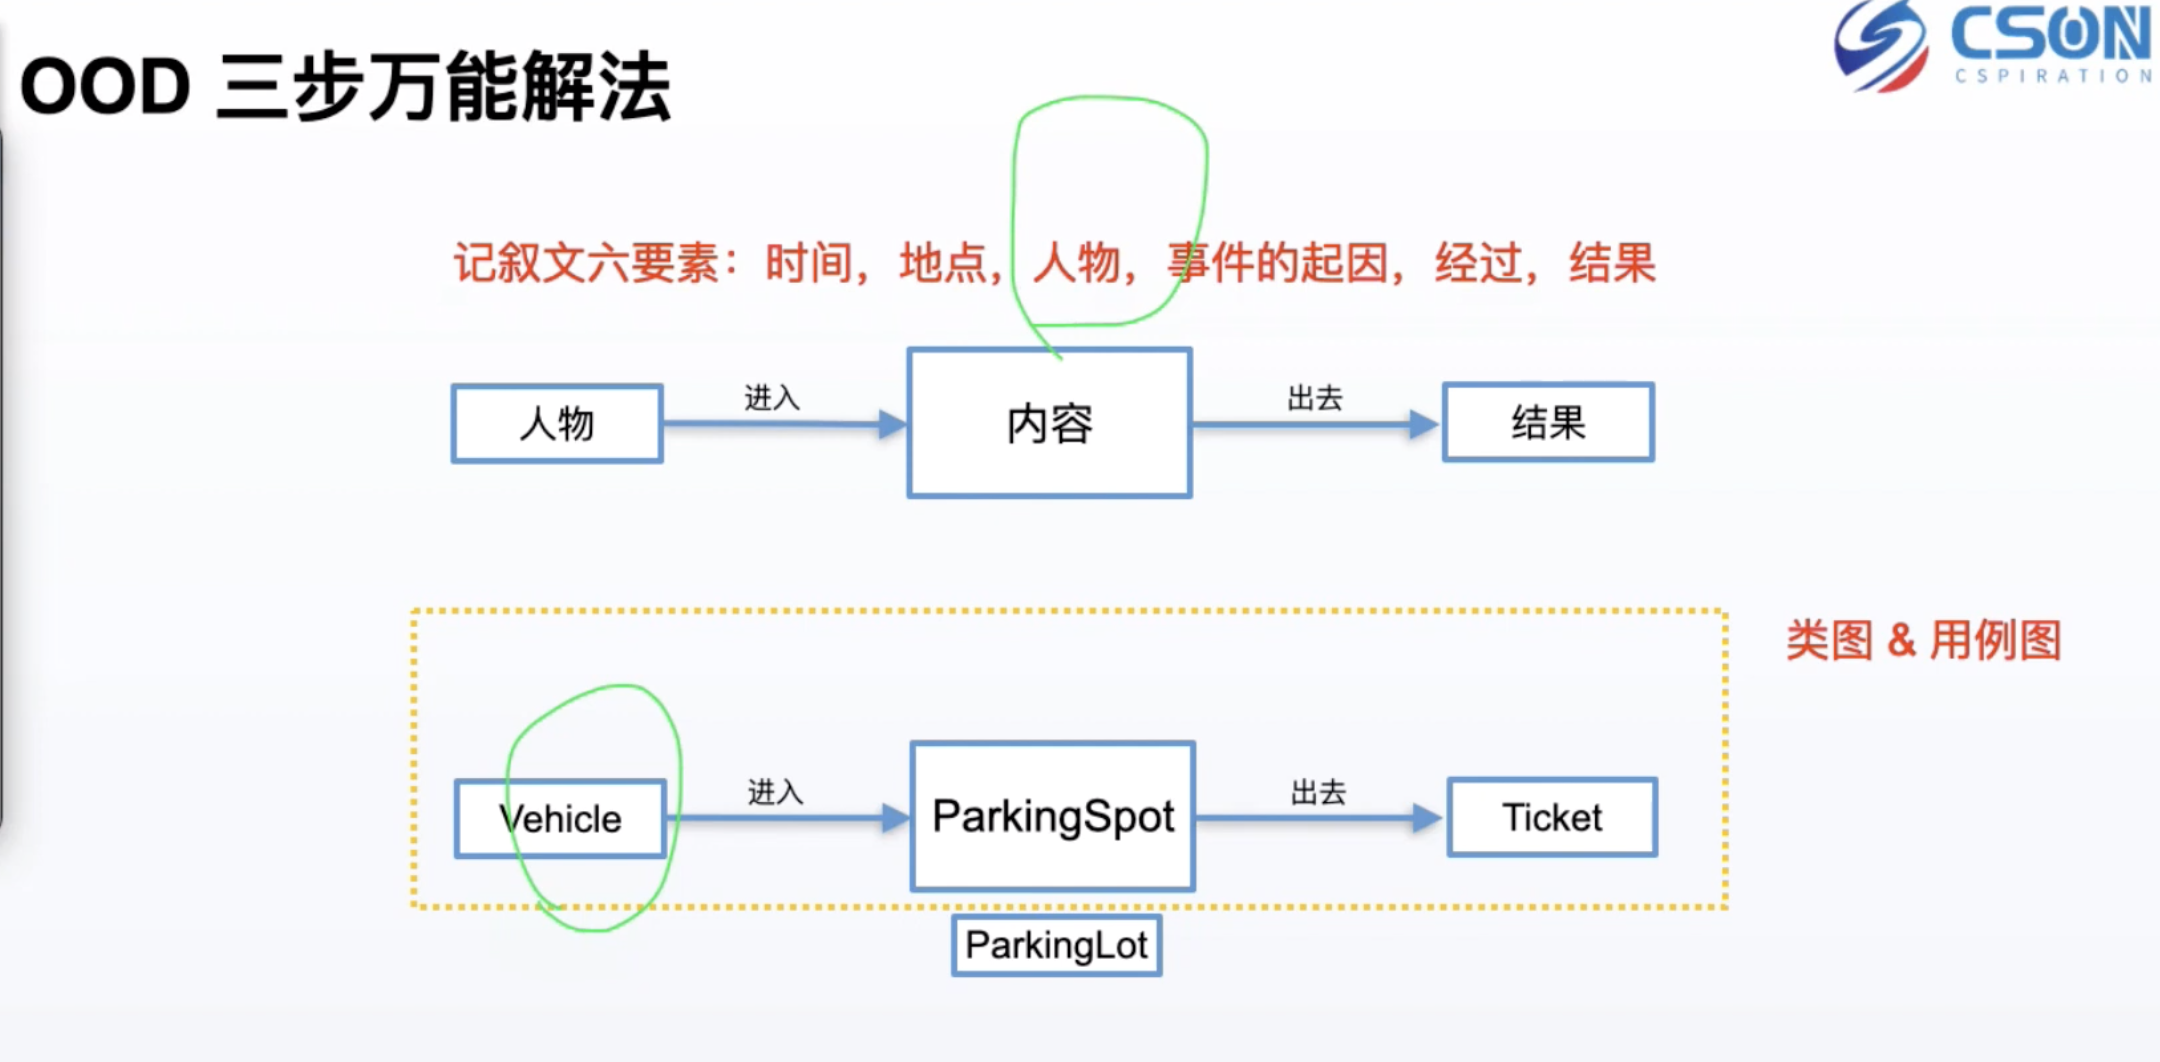 CSON
CSPIRATION
OOD 三步万能解法
记叙文六要素：时间，地点，人物，事件的起因，经过，结果
人物
进入
内容
出去
结果
类图 & 用例图
Vehicle
进入
ParkingSpot
出去
Ticket
ParkingLot